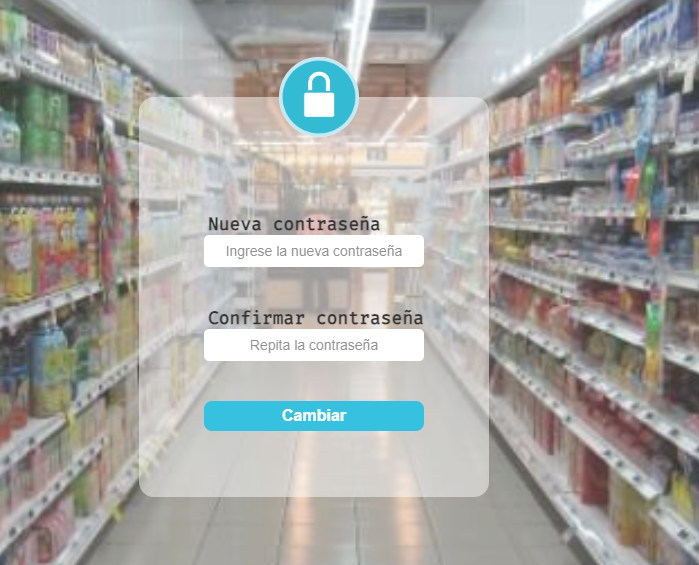 Nueva contraseña
Ingrese la nueva contraseña
Confirmar contraseña
Repita la contraseña
Cambiar